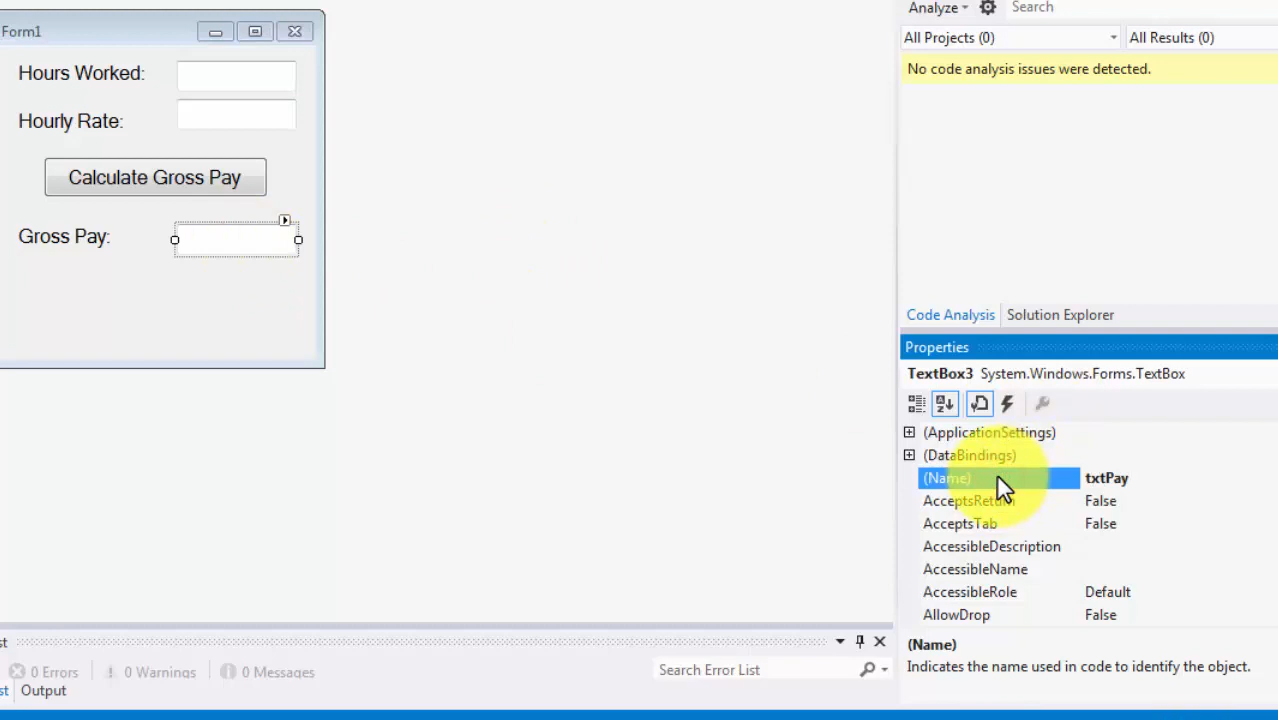 Form1
Hours Worked:
Hourly Rate:
Calculate Gross Pay
Gross Pay:
Analyze
Search
All Projects (0)
All Results (0)
No code analysis issues were detected.
Code Analysis
Solution Explorer
Properties
TextBox3 System.Windows.Forms.TextBox
(ApplicationSettings)
(DataBindings)
(Name) txtPay
AcceptsReturn False
AcceptsTab False
AccessibleDescription
AccessibleName
AccessibleRole Default
AllowDrop False
(Name)
Indicates the name used in code to identify the object.
st
0 Errors
0 Warnings
0 Messages
Search Error List
st
Output